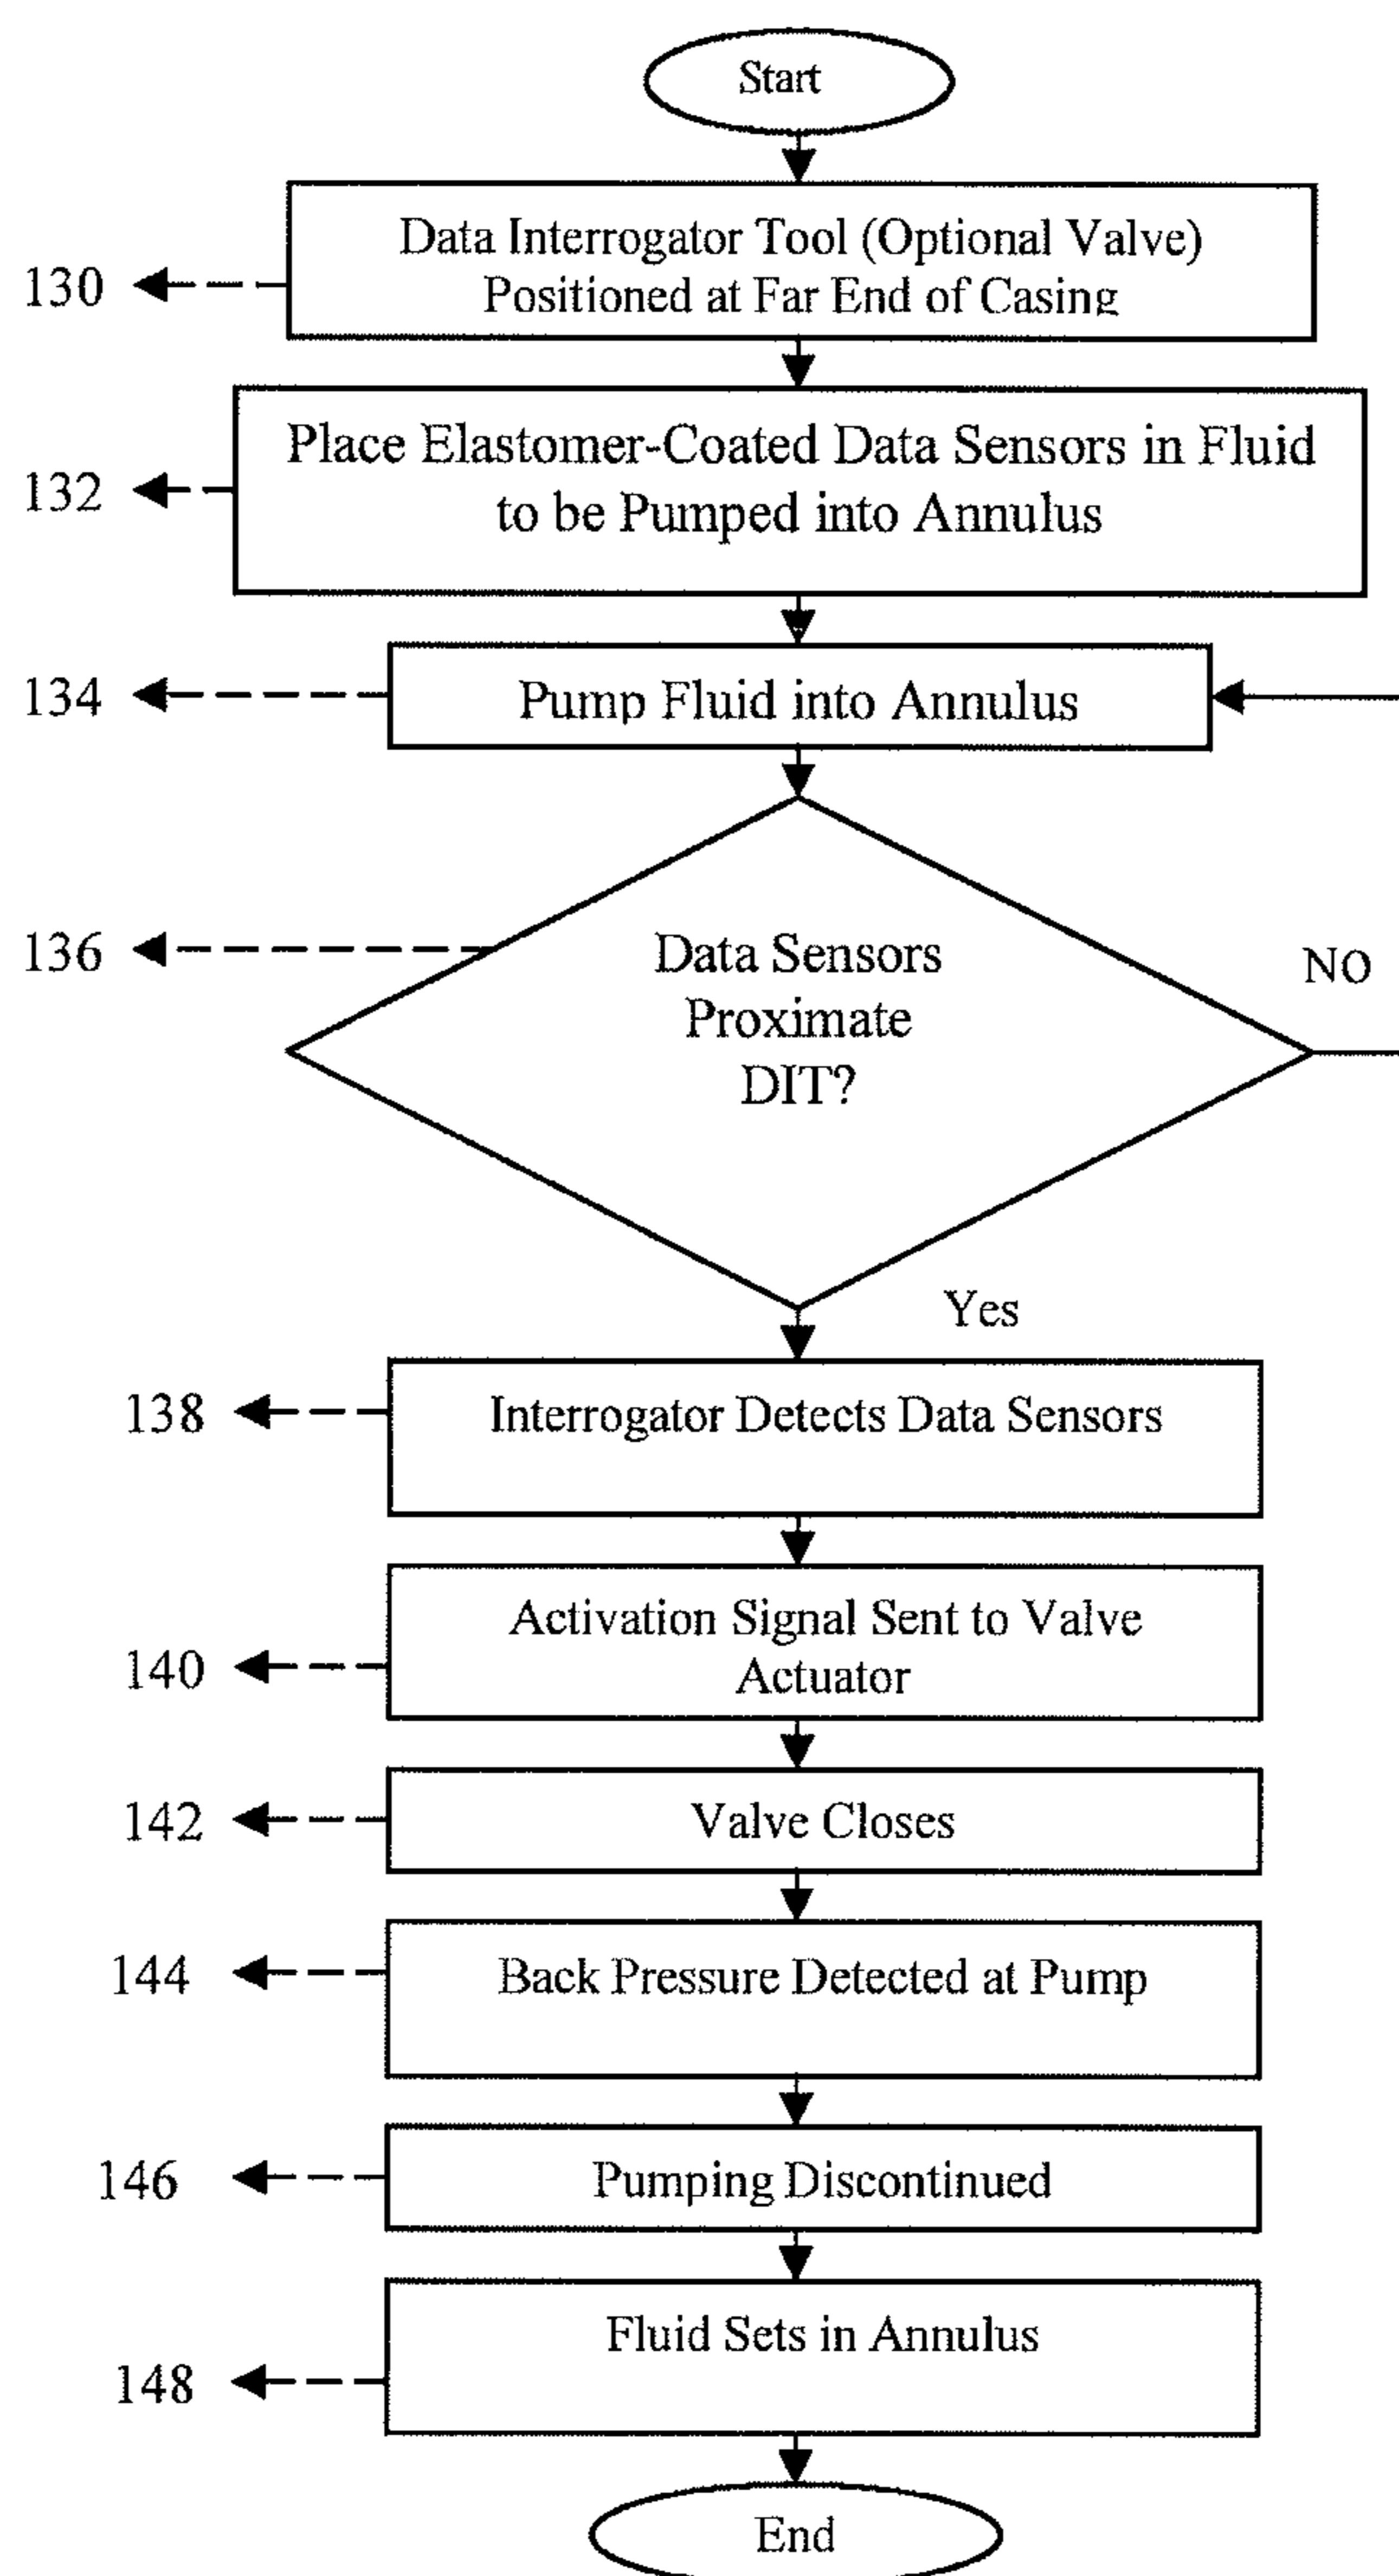 Start
Data Interrogator Tool (Optional Valve)
Positioned at Far End of Casing
130
Place Elastomer-Coated Data Sensors in Fluid
to be Pumped into Annulus
132
Pump Fluid into Annulus
134
Data Sensors
Proximate
DIT?
136
NO
Yes
Interrogator Detects Data Sensors
138
Activation Signal Sent to Valve
Actuator
140
Valve Closes
142
Back Pressure Detected at Pump
144
Pumping Discontinued
146
Fluid Sets in Annulus
148
End